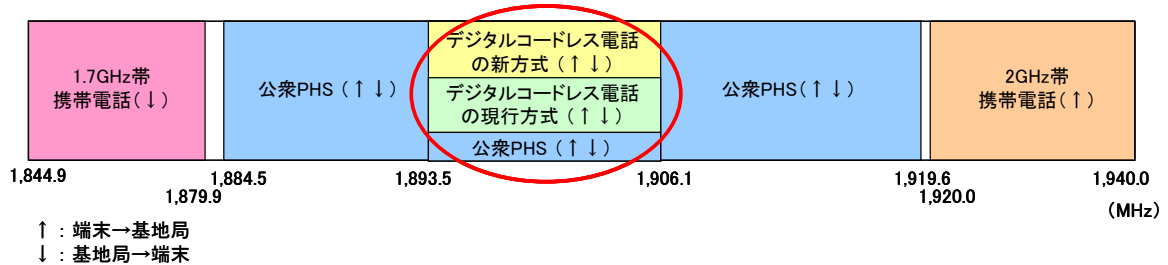 1.7GHz帯
携帯電話(↓)
公衆PHS (↑↓)
デジタルコードレス電話
の新方式(↑↓)
デジタルコードレス電話
の現行方式(↑↓)
公衆PHS(↑↓)
公衆PHS(↑↓)
2GHz帯
携帯電話(↑)
1,844.9
1,879.9
1,884.5
1,893.5
1,906.1
1,919.6
1,920.0
1,940.0
(MHz)
↑:端末→基地局
↓:基地局→端末